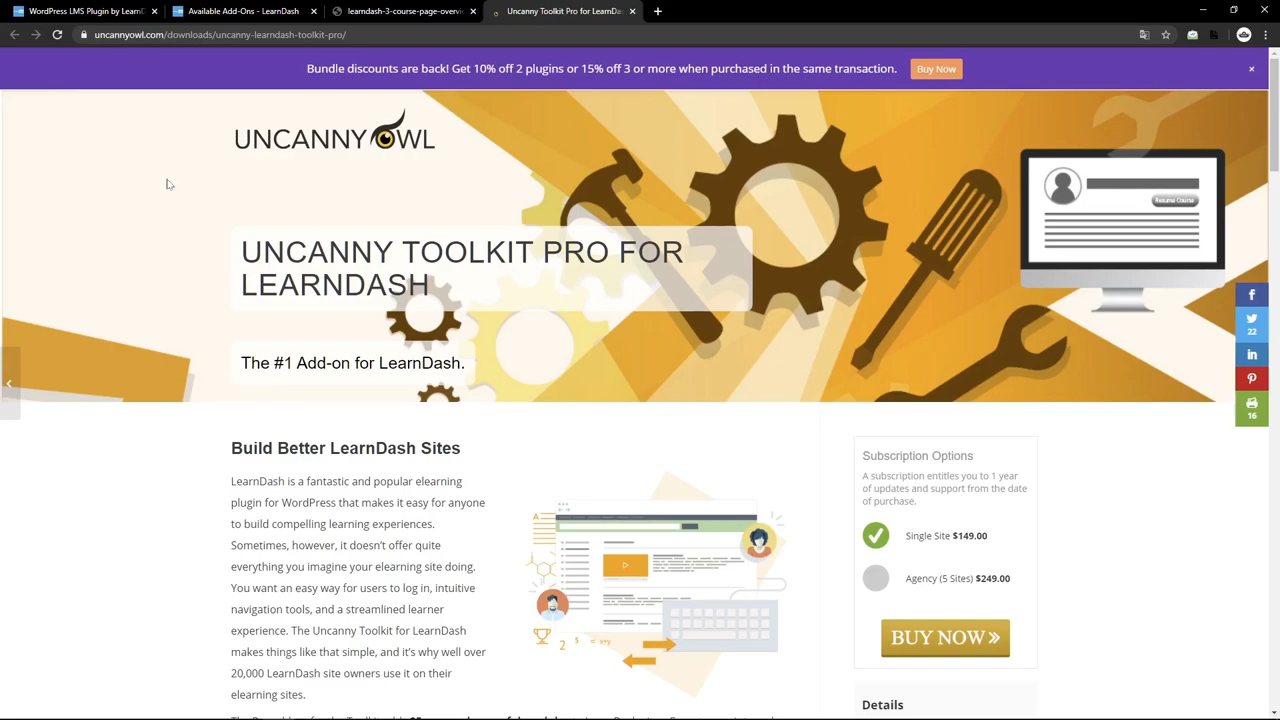 WordPress LMS Plugin by LearnD
Available Add-Ons - LearnDash
learndash-3-course-page-overvie
Uncanny Toolkit Pro for LearnDas
uncannyowl.com/downloads/uncanny-learndash-toolkit-pro/
Bundle discounts are back! Get 10% off 2 plugins or 15% off 3 or more when purchased in the same transaction.
Buy Now
UNCANNY OWL
Resume Course
UNCANNY TOOLKIT PRO FOR
LEARNDASH
The #1 Add-on for LearnDash.
22
16
Build Better LearnDash Sites
LearnDash is a fantastic and popular elearning
plugin for WordPress that makes it easy for anyone
to build compelling learning experiences.
Sometimes, however, it doesn't offer quite
everything you imagine your elearning site doing.
You want an easy way for users to log in, intuitive
navigation tools, and a streamlined learner
experience. The Uncanny Toolkit for LearnDash
makes things like that simple, and it's why well over
20,000 LearnDash site owners use it on their
elearning sites.
Subscription Options
A subscription entitles you to 1 year
of updates and support from the date
of purchase.
Single Site $149.00
Agency (5 Sites) $249.00
BUY NOW »
Details